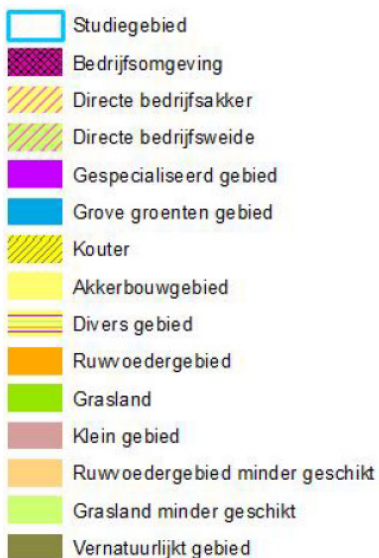 Studiegebied
Bedrijfsomgeving
Directe bedrijfsakker
Directe bedrijfsweide
Gespecialiseerd gebied
Grove groenten gebied
Kouter
Akkerbouwgebied
Divers gebied
Ruwvoedergebied
Grasland
Klein gebied
Ruwvoedergebied minder geschikt
Grasland minder geschikt
Vernatuurlijkt gebied